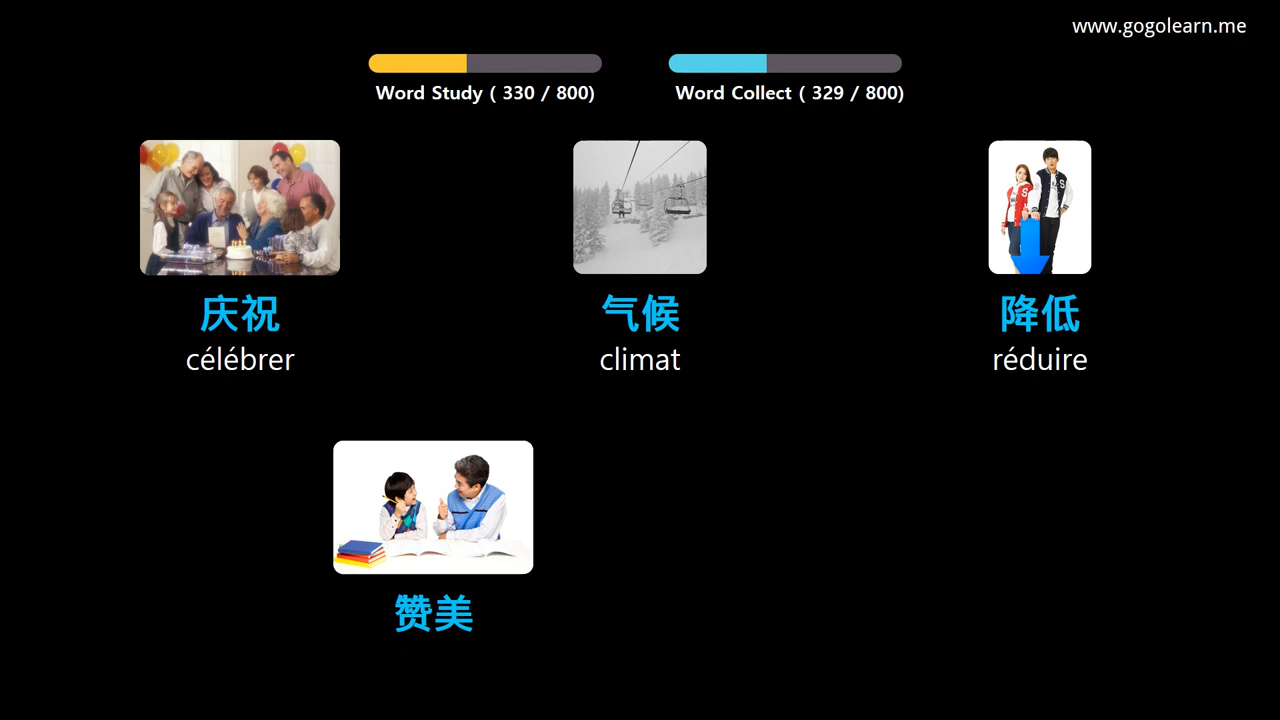 www.gogolearn.me
Word Study ( 330 / 800)
Word Collect ( 329 / 800)
庆祝
célébrer
气候
climat
降低
réduire
赞美